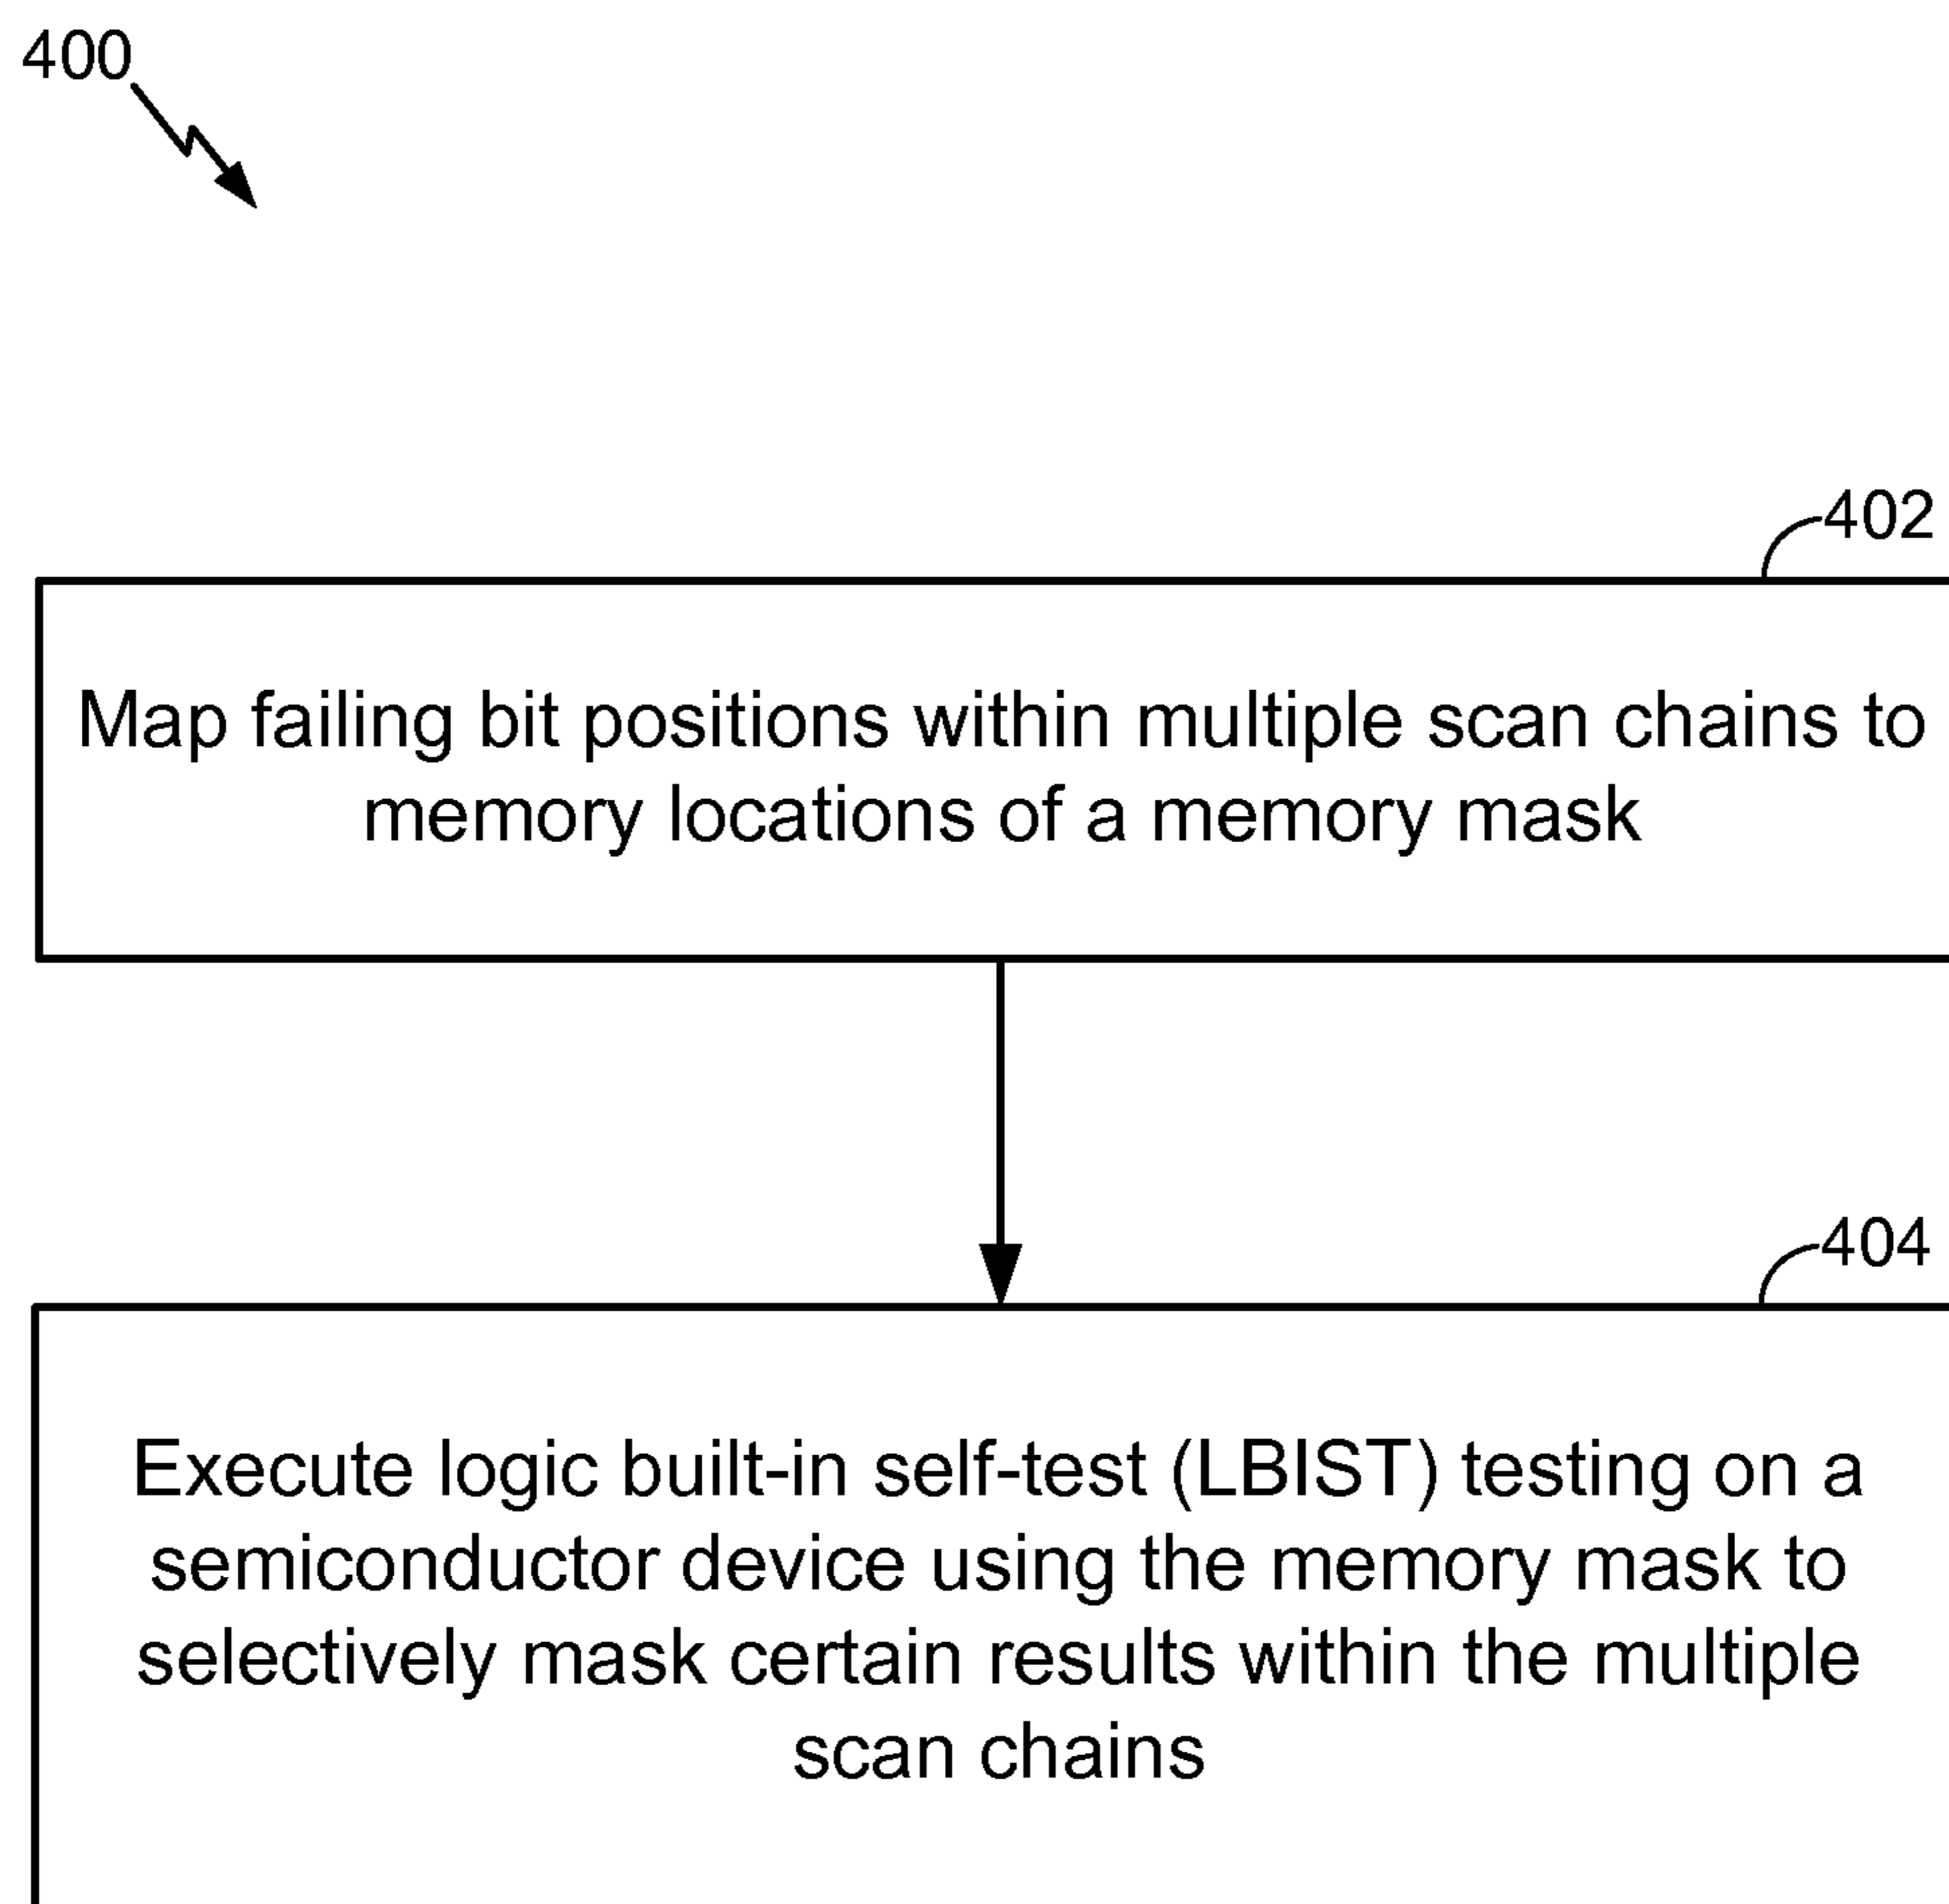 400
402
Map failing bit positions within multiple scan chains to
memory locations of a memory mask
404
Execute logic built-in self-test (LBIST) testing on a
semiconductor device using the memory mask to
selectively mask certain results within the multiple
scan chains